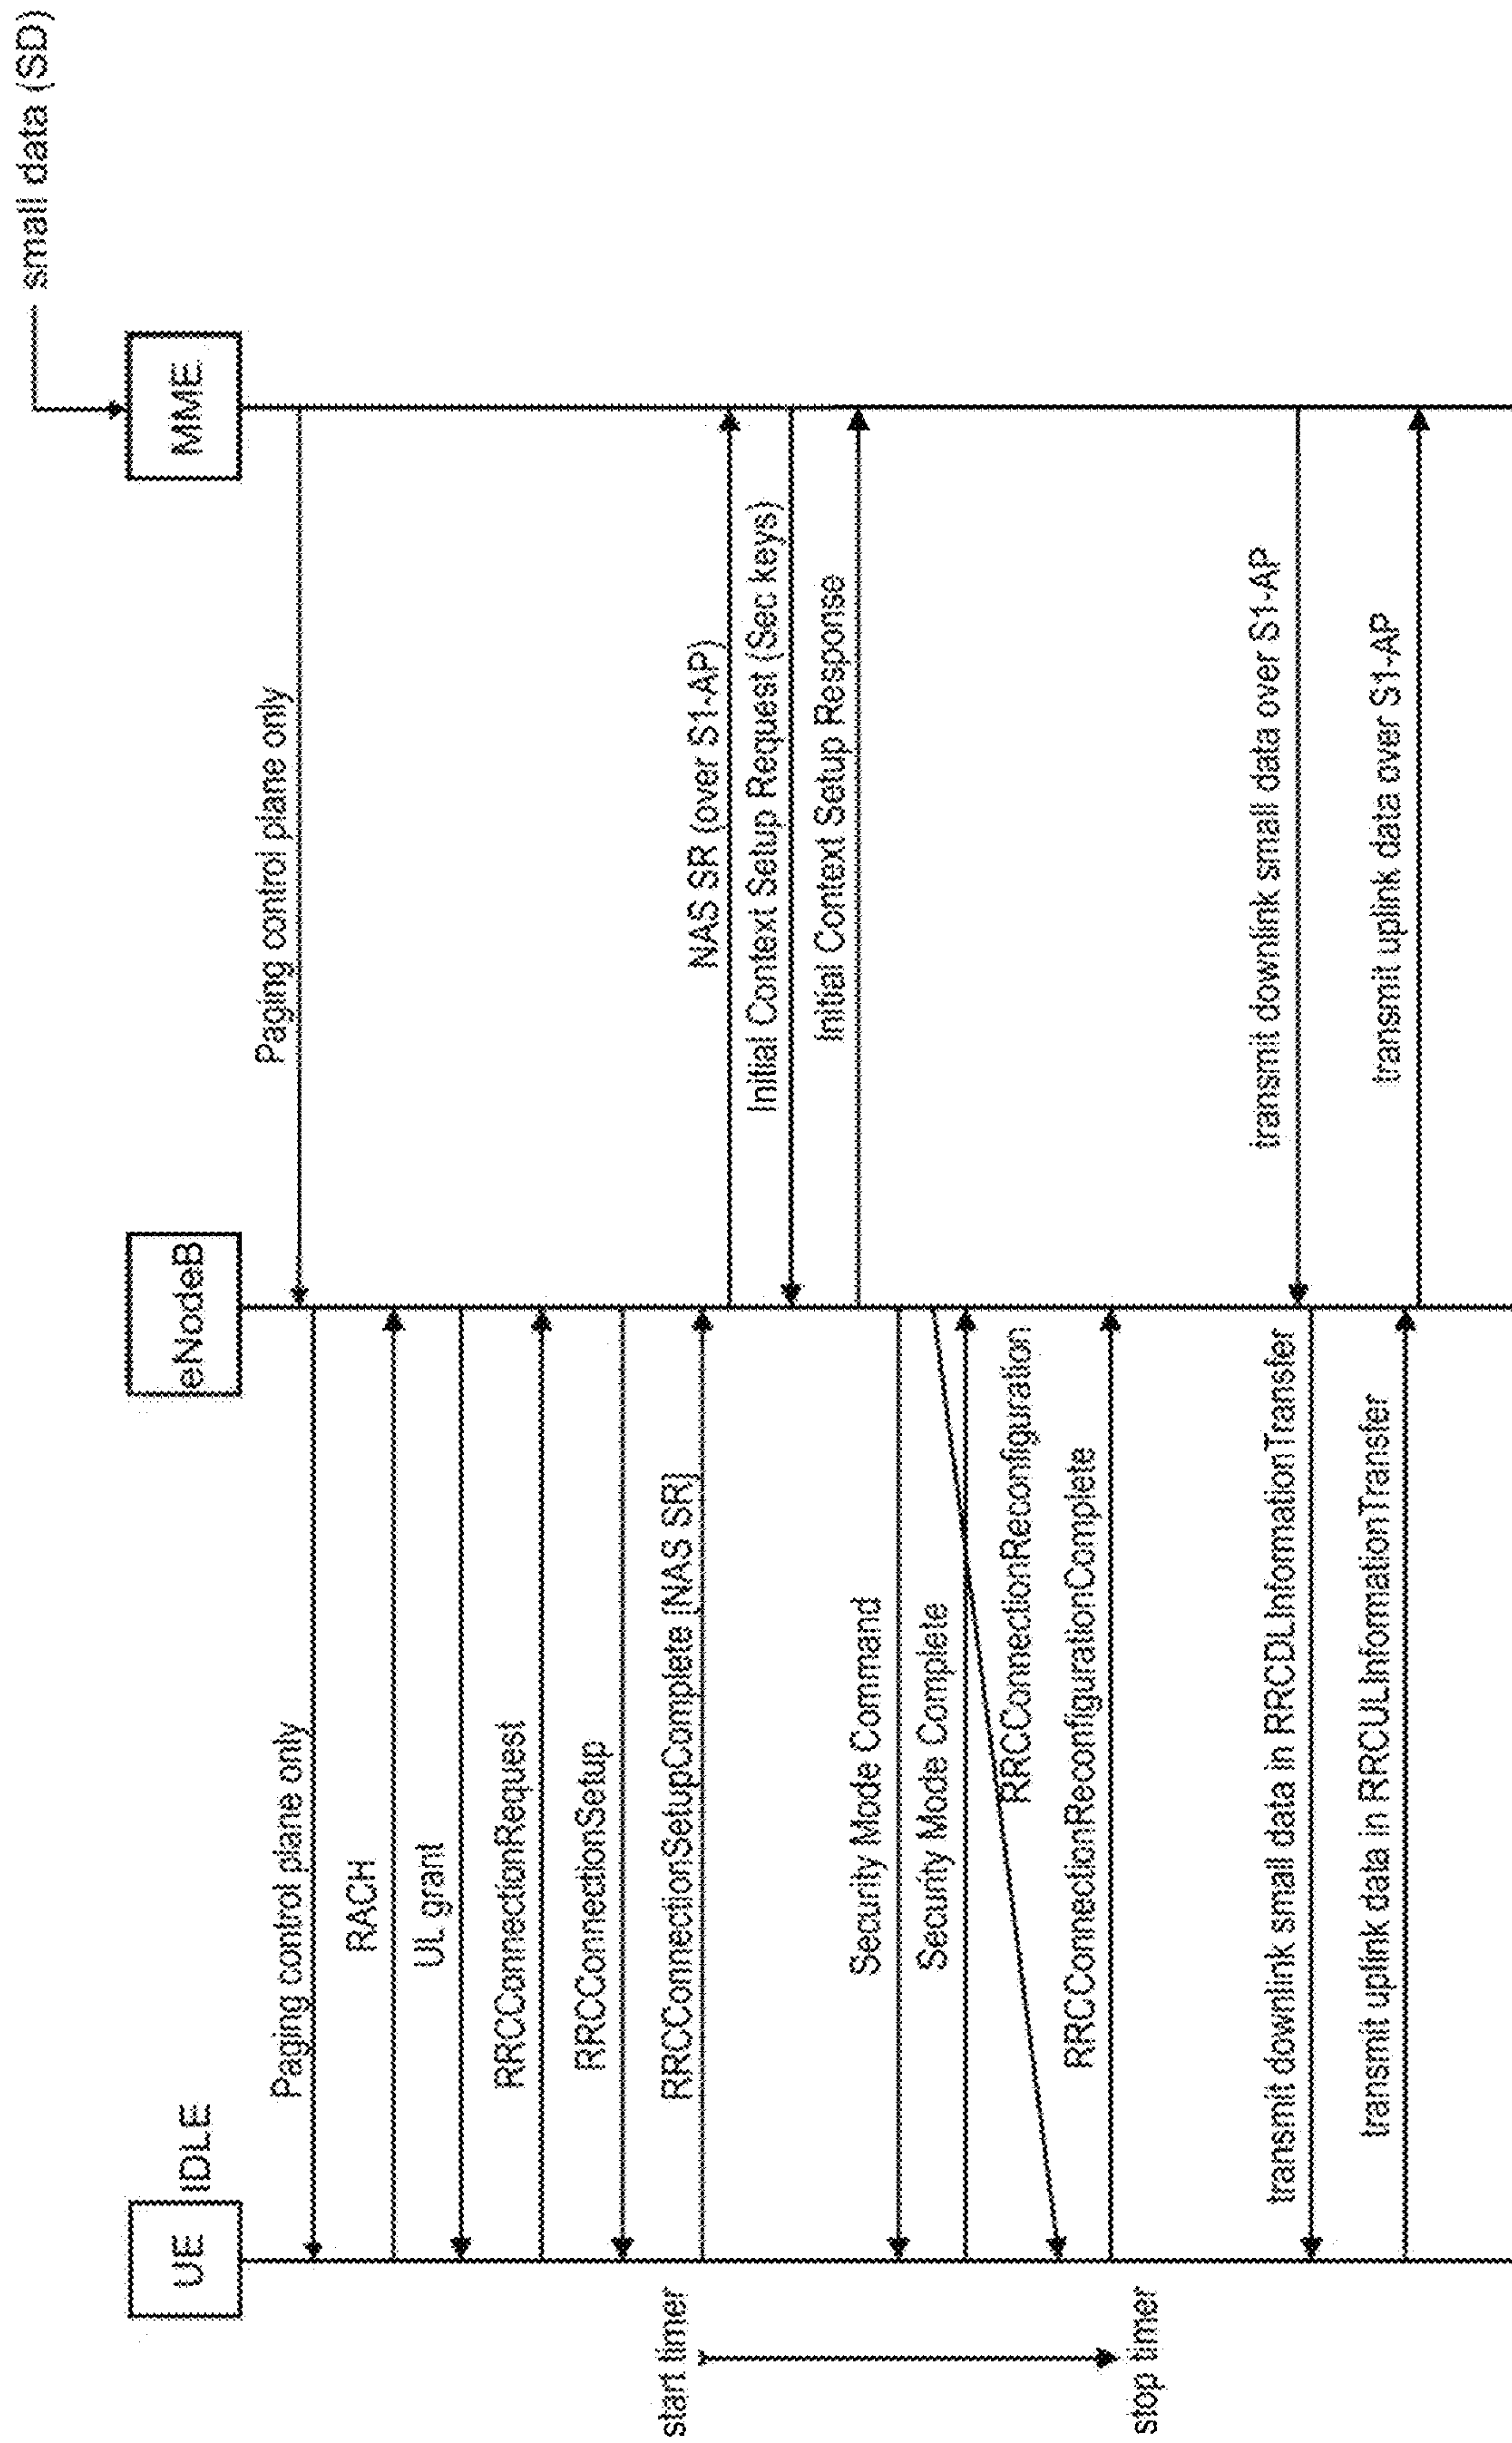 small data (SD)
UE
IDLE
eNodeB
MME
Paging control plane only
Paging control plane only
RACH
UL grant
RRCConnectionRequest
RRCConnectionSetup
start timer
RRCConnectionSetupComplete [NAS SR]
NAS SR (over S1-AP)
Initial Context Setup Request (Sec keys)
Initial Context Setup Response
Security Mode Command
Security Mode Complete
RRCConnectionReconfiguration
RRCConnectionReconfigurationComplete
stop timer
transmit downlink small data over S1-AP
transmit downlink small data in RRCDLInformationTransfer
transmit uplink data in RRCULInformationTransfer
transmit uplink data over S1-AP